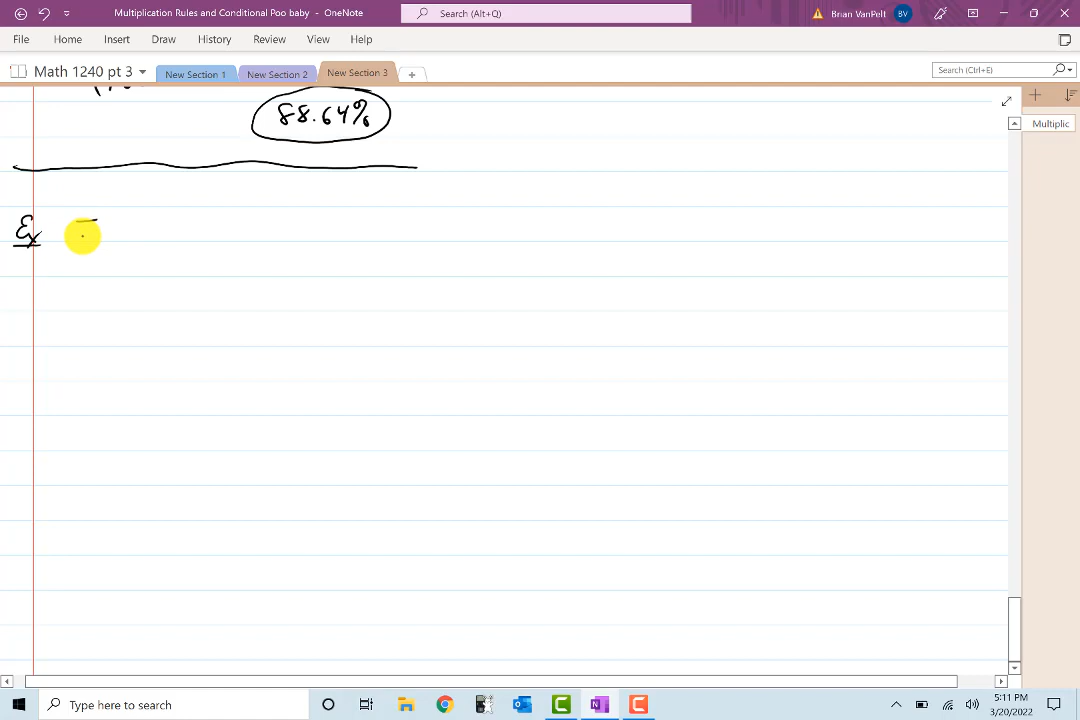 Multiplication Rules and Conditional Poo baby - OneNote
Search (Alt+Q)
Brian VanPelt BV
File Home Insert Draw History Review View Help
Math 1240 pt 3
New Section 1 New Section 2 New Section 3 +
Search (Ctrl+E)
Multiplic
88.64%
Ex
Type here to search
5:11 PM
3/20/2022